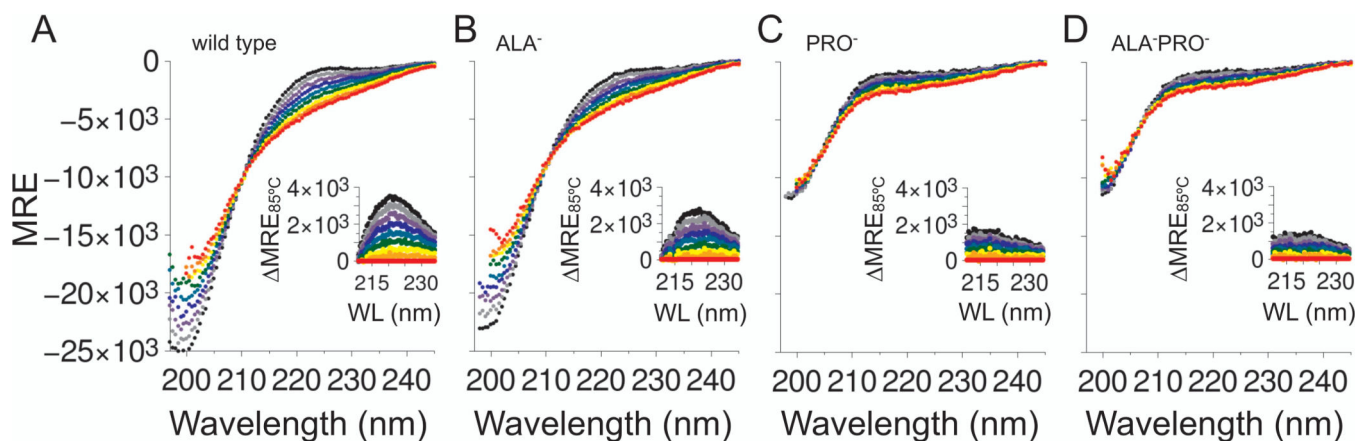 A
wild type
B
ALA⁻
C
PRO⁻
D
ALA⁻PRO⁻
MRE
0
−5×10³
−10×10³
−15×10³
−20×10³
−25×10³
ΔMRE85ºC
4×10³
2×10³
0
215 230
WL (nm)
200 210 220 230 240
Wavelength (nm)
ΔMRE85ºC
4×10³
2×10³
0
215 230
WL (nm)
200 210 220 230 240
Wavelength (nm)
ΔMRE85ºC
4×10³
2×10³
0
215 230
WL (nm)
200 210 220 230 240
Wavelength (nm)
ΔMRE85ºC
4×10³
2×10³
0
215 230
WL (nm)
200 210 220 230 240
Wavelength (nm)